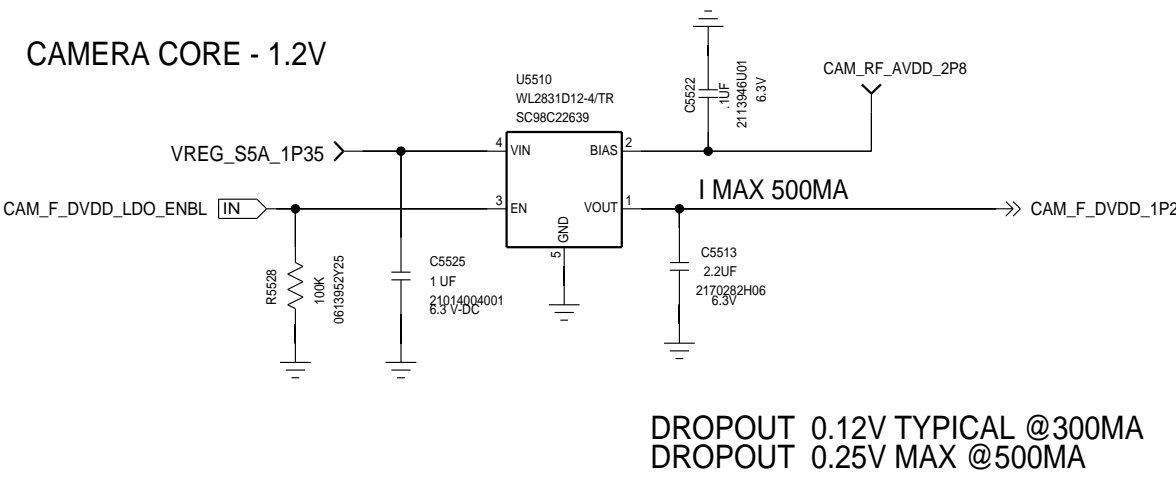 CAMERA CORE - 1.2V
U5510
WL2831D12-4/TR
SC98C22639
C5522
.1UF
2113946U01
6.3V
CAM_RF_AVDD_2P8
VREG_S5A_1P35
4
VIN
BIAS
2
I MAX 500MA
CAM_F_DVDD_LDO_ENBL
IN
3
EN
VOUT
1
CAM_F_DVDD_1P2
GND
5
R5528
100K
0613952Y25
C5525
1 UF
21014004001
6.3 V-DC
C5513
2.2UF
2170282H06
6.3V
DROPOUT 0.12V TYPICAL @300MA
DROPOUT 0.25V MAX @500MA